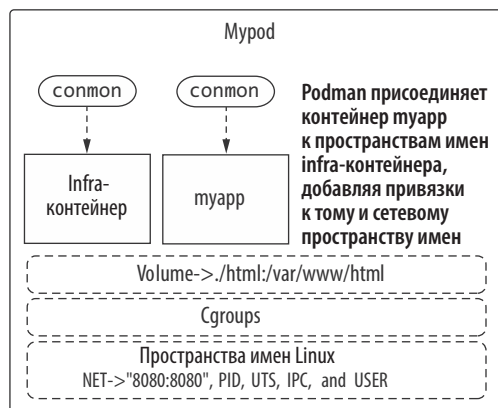 Mypod
conmon
conmon
Infra-
контейнер
myapp
Podman присоединяет
контейнер myapp
к пространствам имен
infra-контейнера,
добавляя привязки
к тому и сетевому
пространству имен
Volume->./html:/var/www/html
Cgroups
Пространства имен Linux
NET->"8080:8080", PID, UTS, IPC, and USER